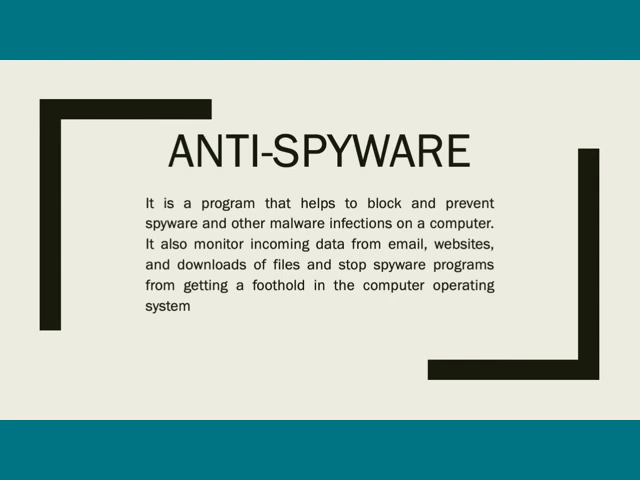 ANTI-SPYWARE
It is a program that helps to block and prevent
spyware and other malware infections on a computer.
It also monitor incoming data from email, websites,
and downloads of files and stop spyware programs
from getting a foothold in the computer operating
system